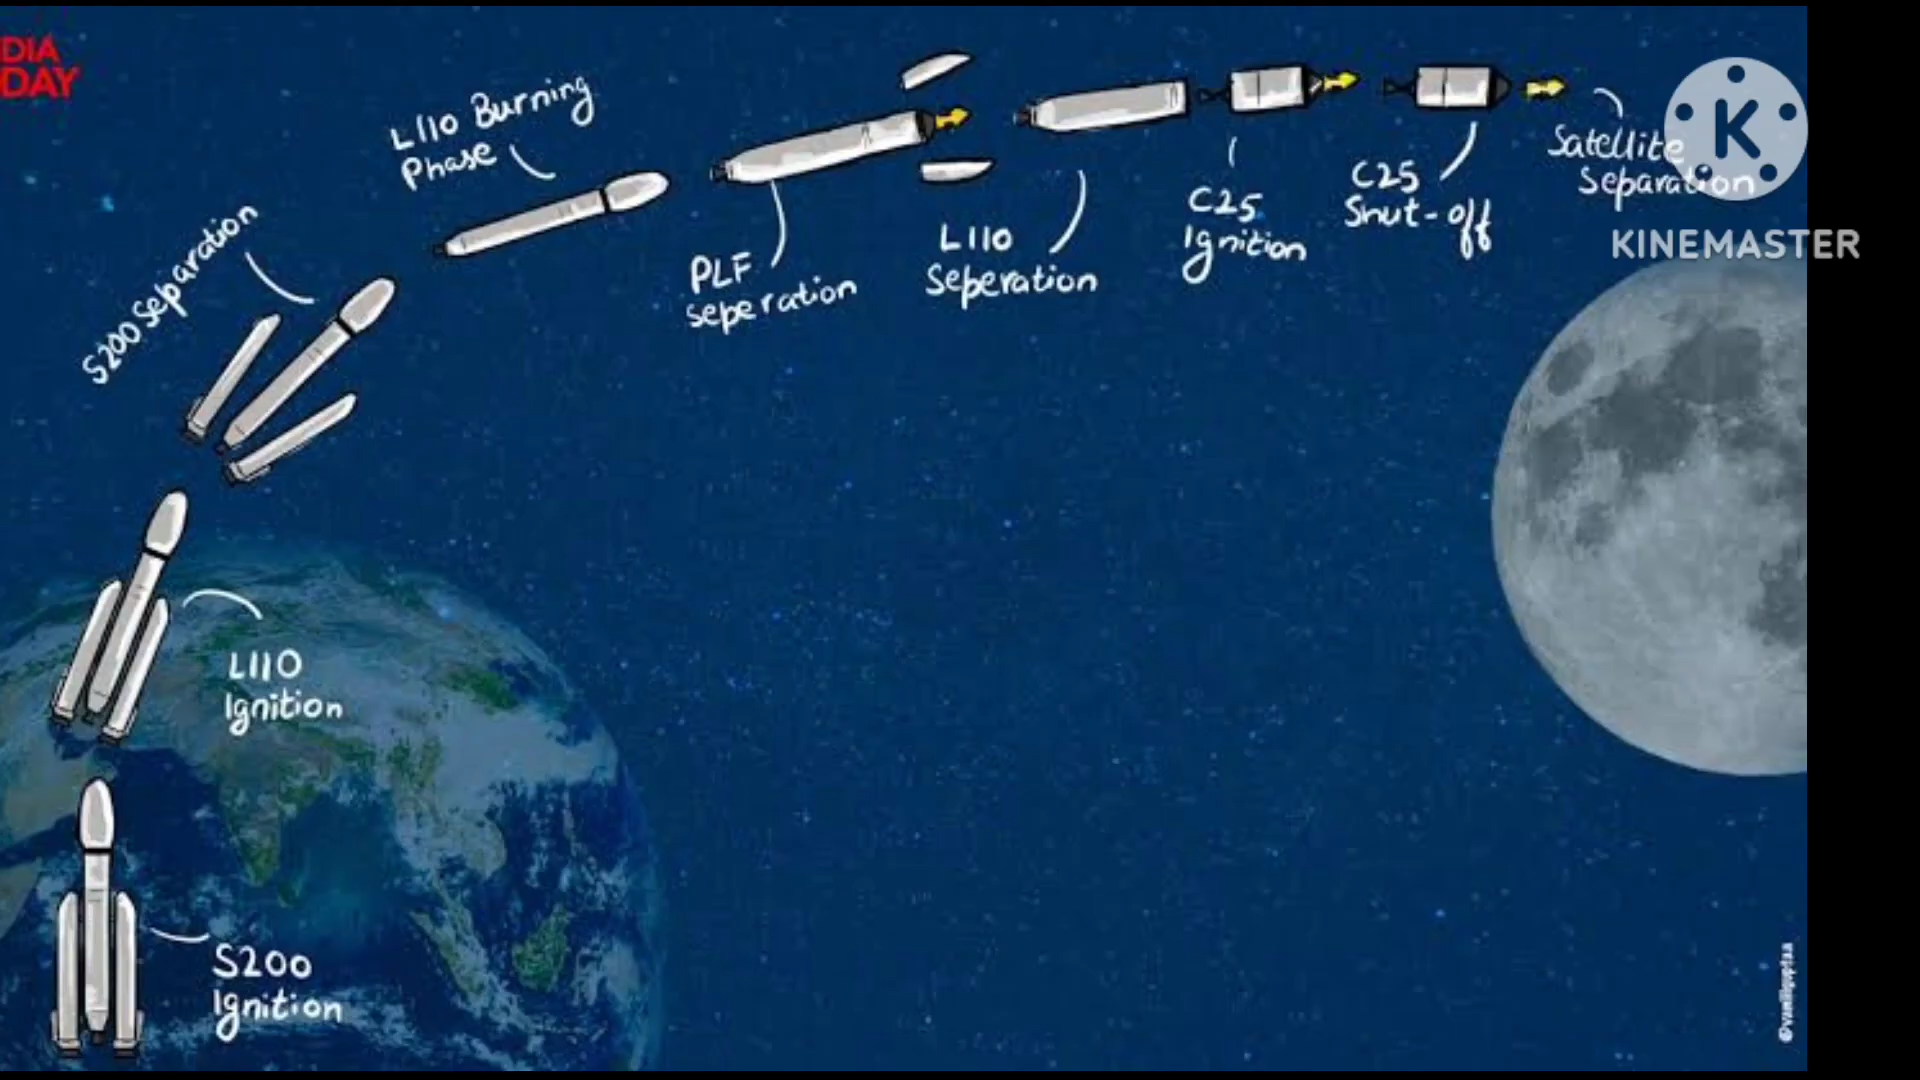 DIA
DAY
L110 Burning
Phase
S200 Separation
PLF
seperation
L110
Seperation
C25
Ignition
C25
Shut-off
Satellite
Separation
K
KINEMASTER
L110
Ignition
S200
Ignition
©vaniigupta